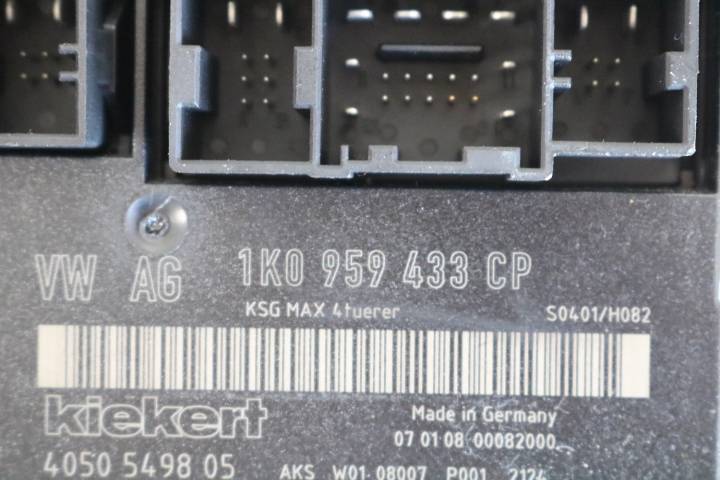 VW AG 1K0 959 433 CP
KSG MAX 4tuerer S0401/H082
kiekert Made in Germany
07 01 08 00082000
4050 5498 05 AKS W01 08007 P001 2124